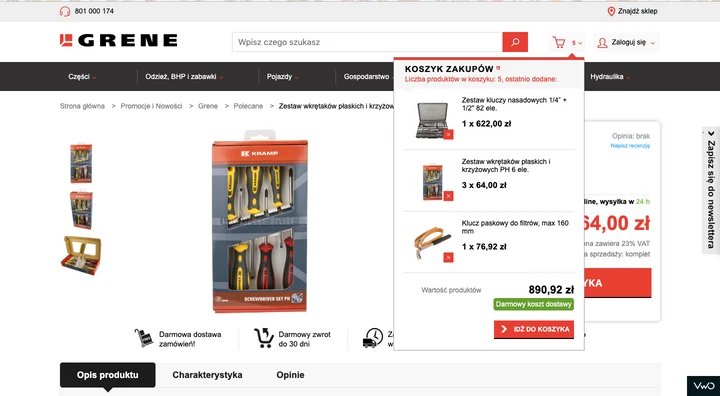 801 000 174
Znajdź sklep
GRENE
Wpisz czego szukasz
5
Zaloguj się
Części
Odzież, BHP i zabawki
Pojazdy
Gospodarstwo
Hydraulika
Strona główna > Promocje i Nowości > Grene > Polecane > Zestaw wkrętaków płaskich i krzyżow
KOSZYK ZAKUPÓW
Liczba produktów w koszyku: 5, ostatnio dodane:
Zestaw kluczy nasadowych 1/4" +
1/2" 82 ele.
1 x 622,00 zł
Zestaw wkrętaków płaskich i
krzyżowych PH 6 ele.
3 x 64,00 zł
Klucz paskowy do filtrów, max 160
mm
1 x 76,92 zł
Wartość produktów
890,92 zł
Darmowy koszt dostawy
IDŹ DO KOSZYKA
KRAMP
SCREWDRIVER SET PH
Opinia: brak
Napisz recenzję
line, wysyłka w 24 h
64,00 zł
ena zawiera 23% VAT
a sprzedaży: komplet
YKA
Zapisz się do newslettera
Darmowa dostawa
zamówień!
Darmowy zwrot
do 30 dni
Za
w
Opis produktu
Charakterystyka
Opinie
VWO